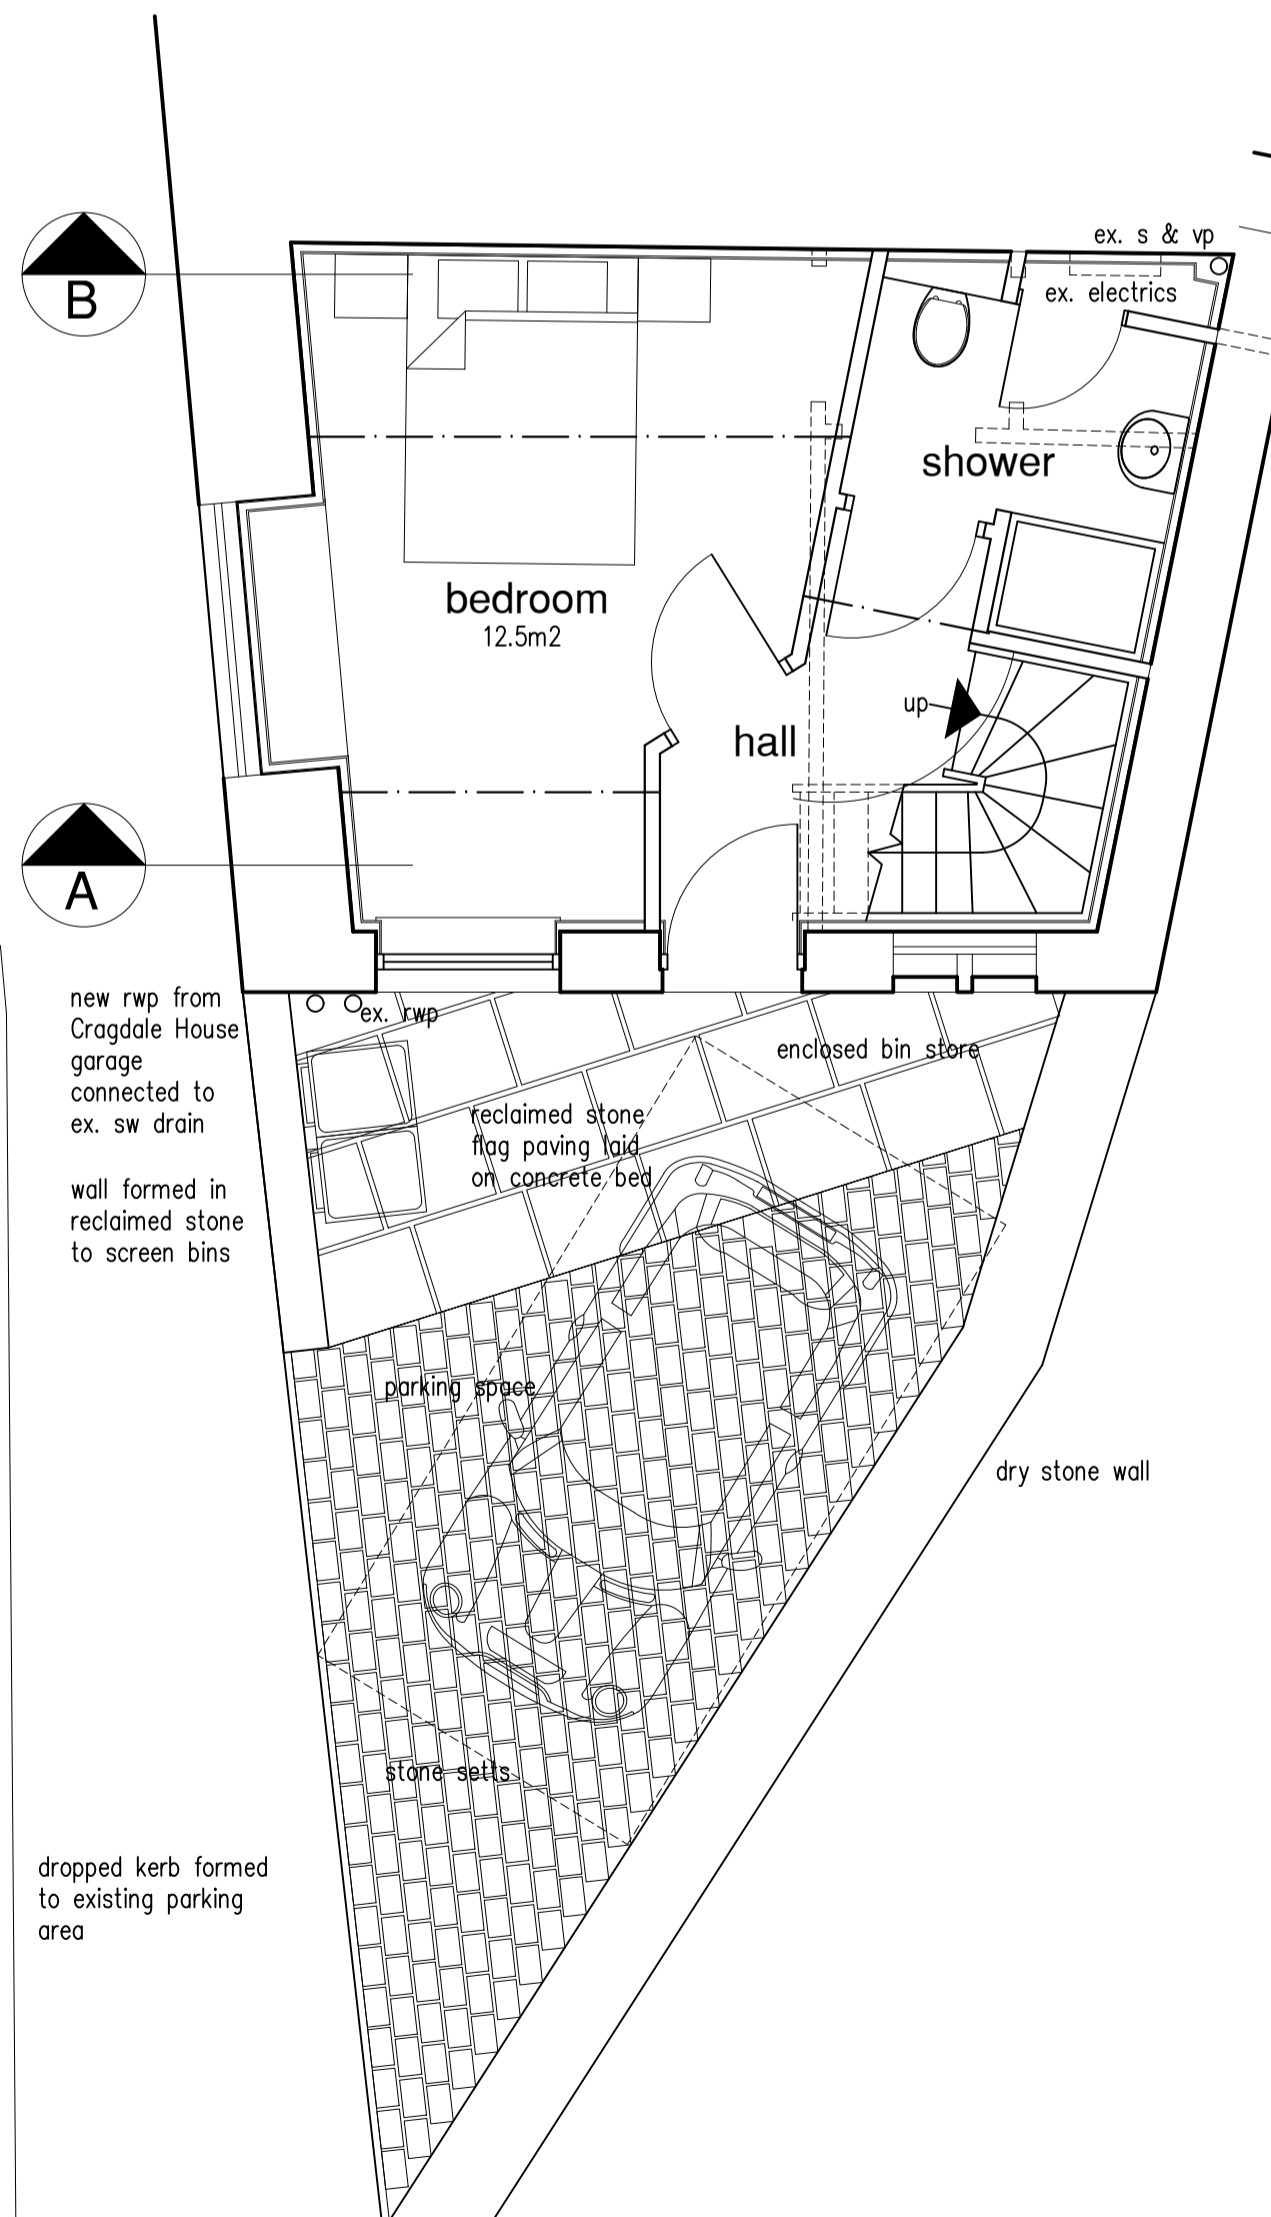 ex. s & vp
B
ex. electrics
shower
bedroom
12.5m2
up
hall
A
new rwp from
Cragdale House
garage
connected to
ex. sw drain
ex. rwp
enclosed bin store
reclaimed stone
flag paving laid
on concrete bed
wall formed in
reclaimed stone
to screen bins
parking space
dry stone wall
stone setts
dropped kerb formed
to existing parking
area